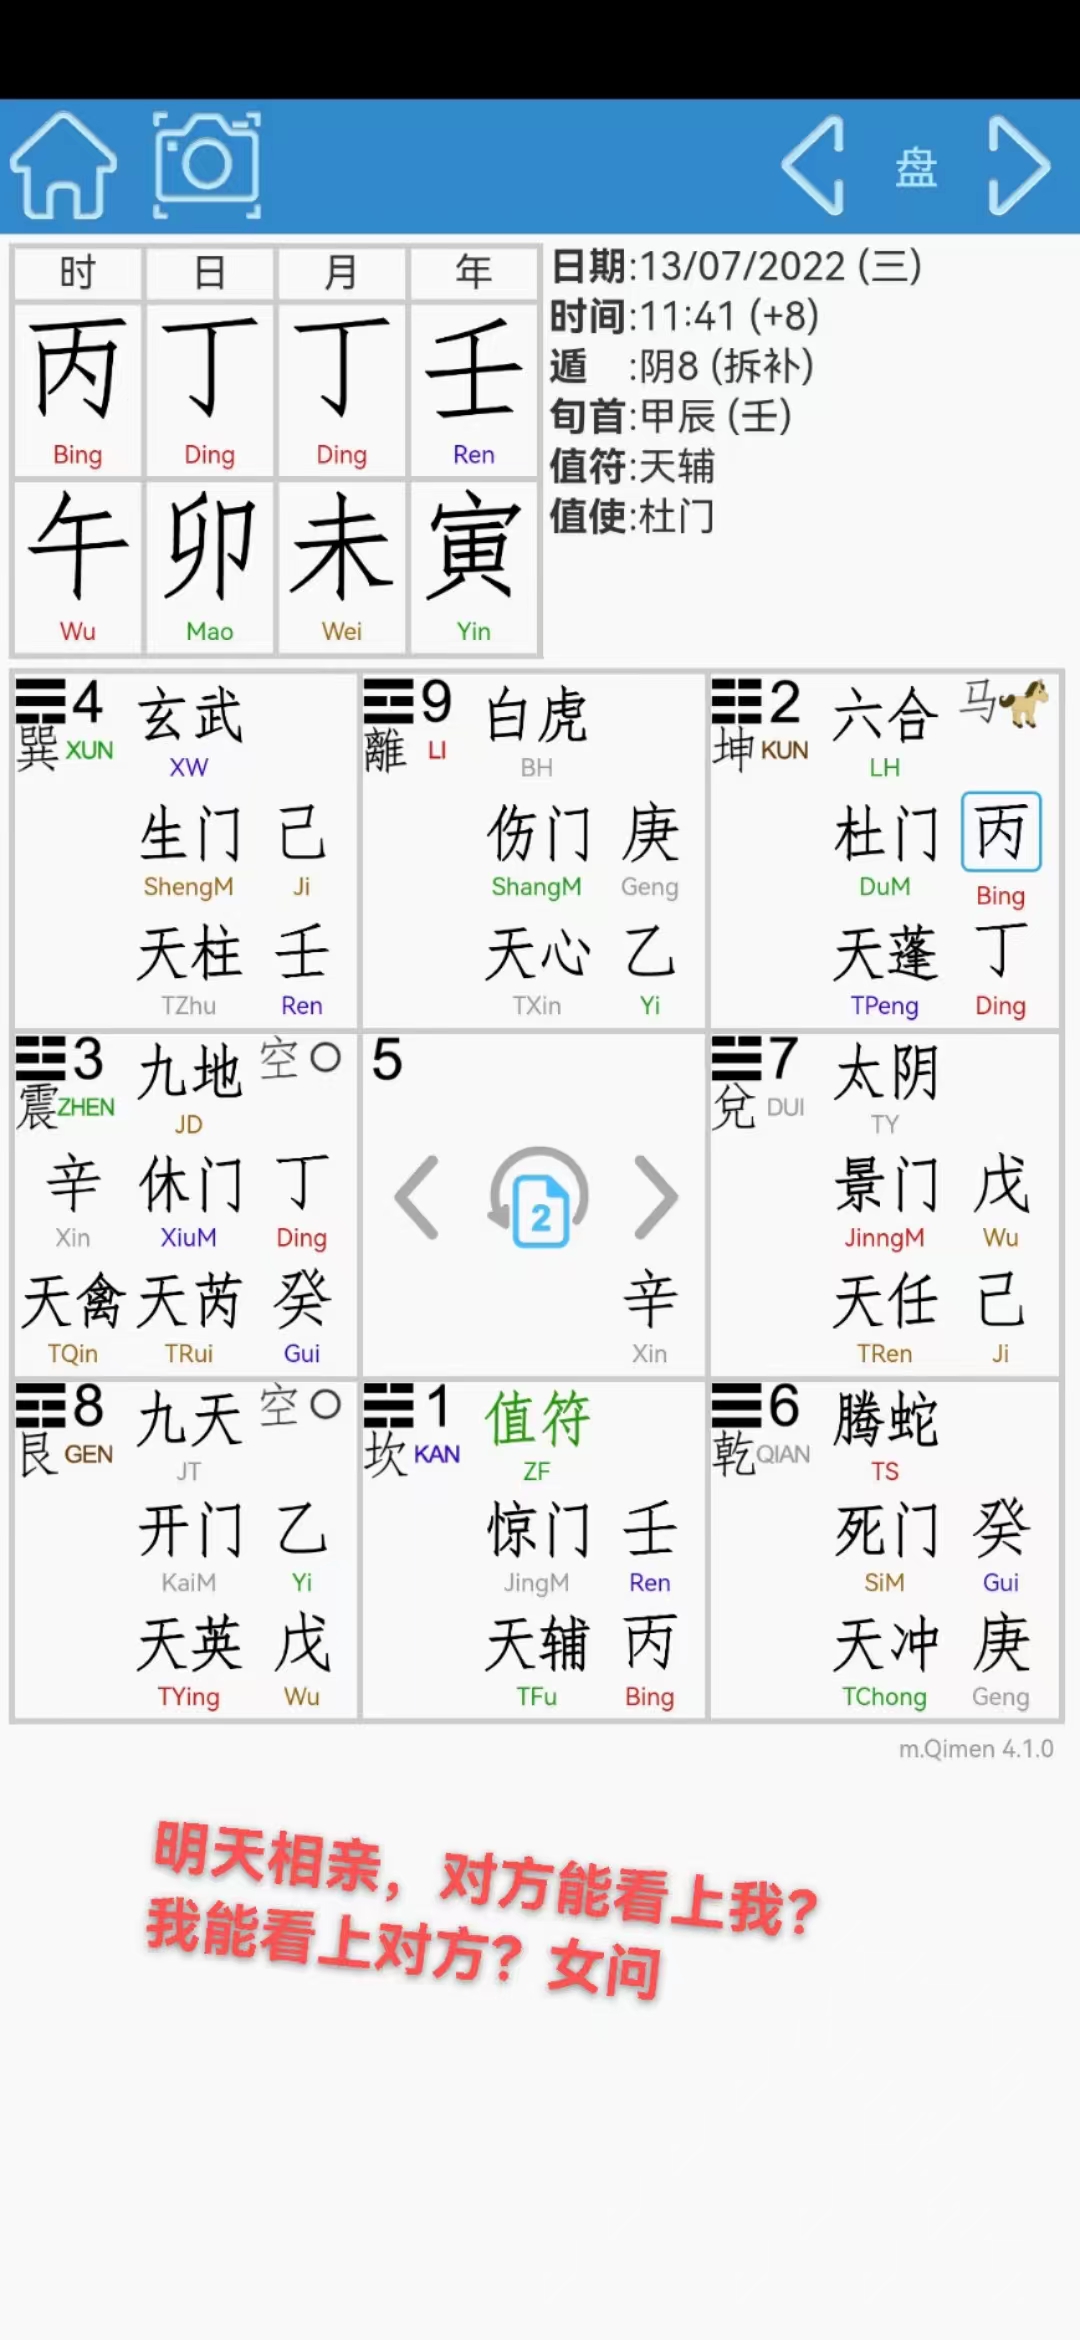 盘
时 日 月 年
丙 丁 丁 壬
Bing Ding Ding Ren
午 卯 未 寅
Wu Mao Wei Yin
日期:13/07/2022 (三)
时间:11:41 (+8)
遁 :阴8 (拆补)
旬首:甲辰 (壬)
值符:天辅
值使:杜门
4 玄武
巽 XUN XW
生门 己
ShengM Ji
天柱 壬
TZhu Ren
9 白虎
離 LI BH
伤门 庚
ShangM Geng
天心 乙
TXin Yi
2 六合 马
坤 KUN LH
杜门 丙
DuM Bing
天蓬 丁
TPeng Ding
3 九地 空
震 ZHEN JD
辛 休门 丁
Xin XiuM Ding
天禽 天芮 癸
TQin TRui Gui
5
2
辛
Xin
7 太阴
兌 DUI TY
景门 戊
JinngM Wu
天任 己
TRen Ji
8 九天 空
艮 GEN JT
开门 乙
KaiM Yi
天英 戊
TYing Wu
1 值符
坎 KAN ZF
惊门 壬
JingM Ren
天辅 丙
TFu Bing
6 腾蛇
乾 QIAN TS
死门 癸
SiM Gui
天冲 庚
TChong Geng
m.Qimen 4.1.0
明天相亲，对方能看上我？
我能看上对方？女问